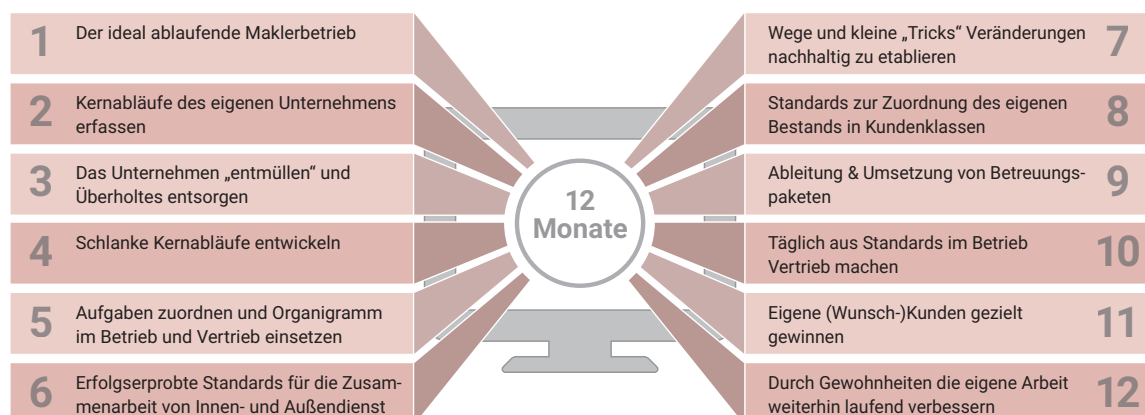 1
Der ideal ablaufende Maklerbetrieb
2
Kernabläufe des eigenen Unternehmens
erfassen
3
Das Unternehmen „entmüllen“ und
Überholtes entsorgen
4
Schlanke Kernabläufe entwickeln
5
Aufgaben zuordnen und Organigramm
im Betrieb und Vertrieb einsetzen
6
Erfolgserprobte Standards für die Zusam-
menarbeit von Innen- und Außendienst
12
Monate
Wege und kleine „Tricks“ Veränderungen
nachhaltig zu etablieren
7
Standards zur Zuordnung des eigenen
Bestands in Kundenklassen
8
Ableitung & Umsetzung von Betreuungs-
paketen
9
Täglich aus Standards im Betrieb
Vertrieb machen
10
Eigene (Wunsch-)Kunden gezielt
gewinnen
11
Durch Gewohnheiten die eigene Arbeit
weiterhin laufend verbessern
12